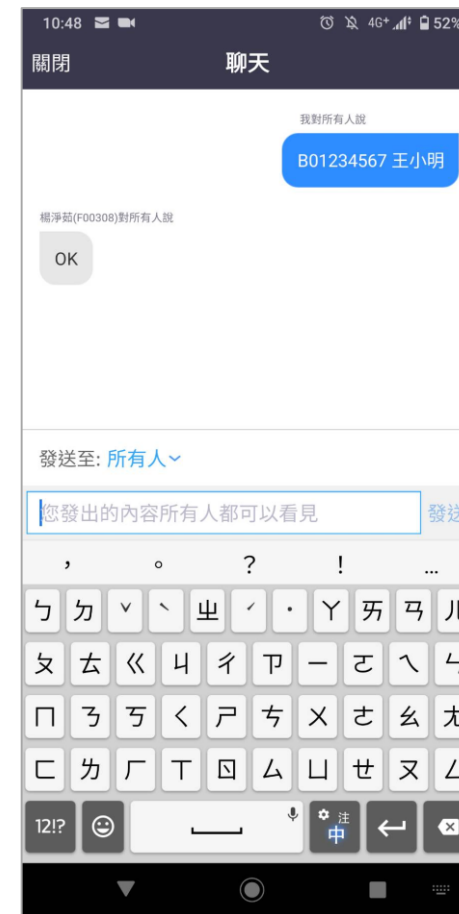 10:48 4G+ 52%
關閉 聊天
我對所有人說
B01234567 王小明
楊淨茹(F00308)對所有人說
OK
發送至: 所有人
您發出的內容所有人都可以看見 發送
， 。 ? ! ...
ㄅ ㄉ ˇ ˋ ㄓ ˊ ˙ ㄚ ㄞ ㄢ ㄦ
ㄆ ㄊ ㄍ ㄐ ㄔ ㄗ ㄧ ㄛ ㄟ ㄣ
ㄇ ㄋ ㄎ ㄑ ㄕ ㄘ ㄨ ㄜ ㄠ ㄤ
ㄈ ㄌ ㄏ ㄒ ㄖ ㄙ ㄩ ㄝ ㄡ ㄥ
12!? 注
中